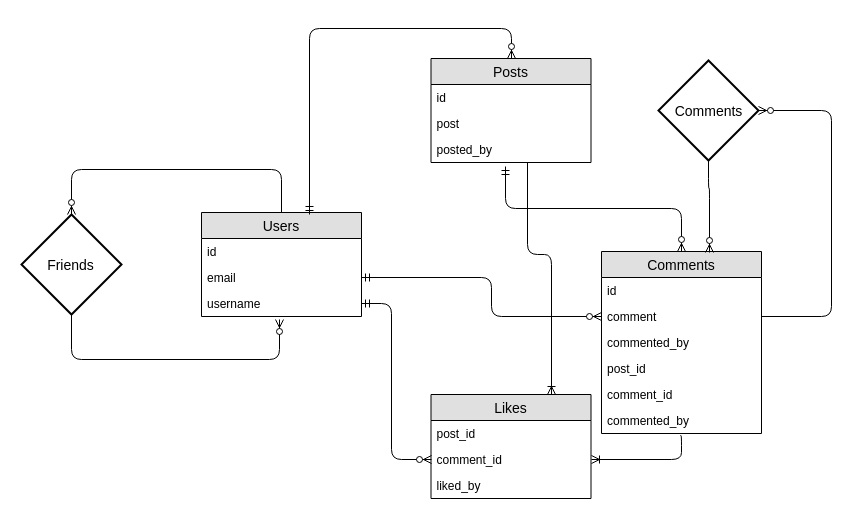 Posts
id
post
posted_by
Comments
Users
id
email
username
Friends
Comments
id
comment
commented_by
post_id
comment_id
commented_by
Likes
post_id
comment_id
liked_by